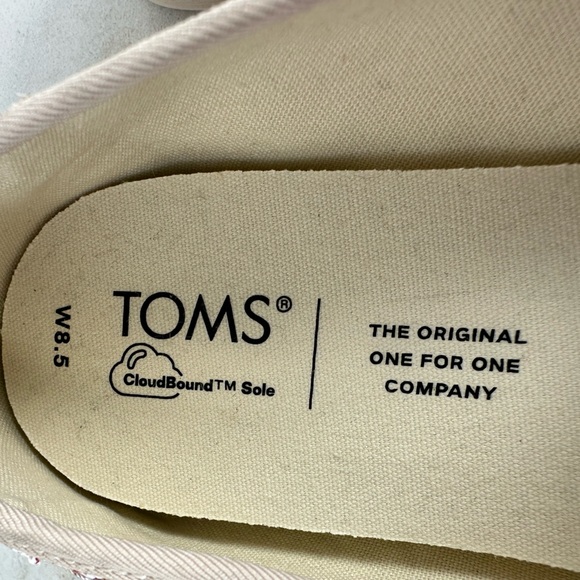 W8.5
TOMS®
CloudBound™ Sole
THE ORIGINAL
ONE FOR ONE
COMPANY